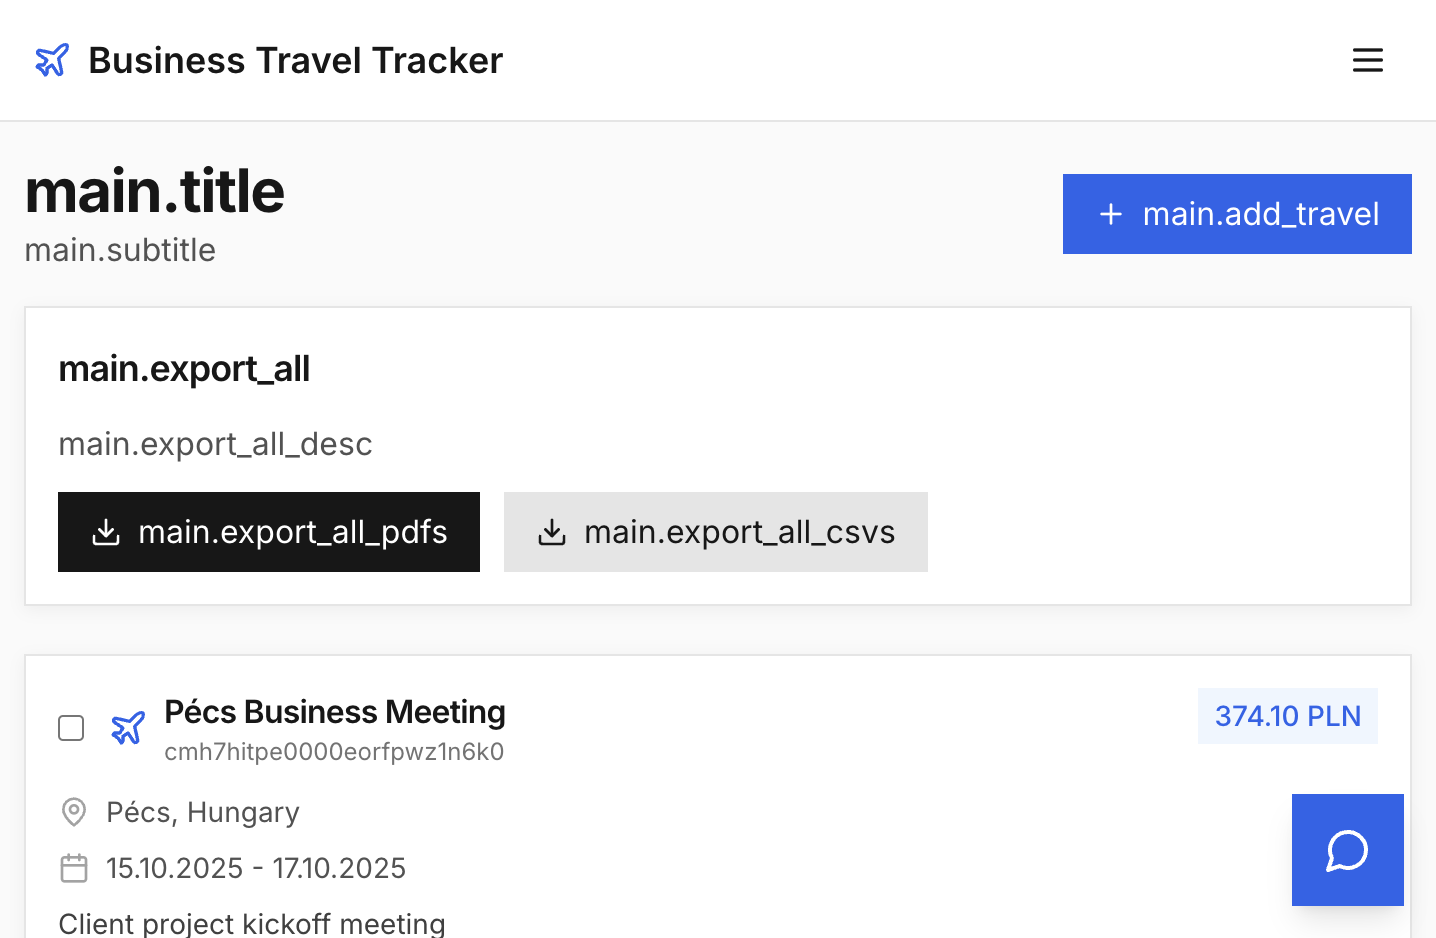 Business Travel Tracker
main.title
main.subtitle
main.add_travel
main.export_all
main.export_all_desc
main.export_all_pdfs
main.export_all_csvs
Pécs Business Meeting
374.10 PLN
cmh7hitpe0000eorfpwz1n6k0
Pécs, Hungary
15.10.2025 - 17.10.2025
Client project kickoff meeting